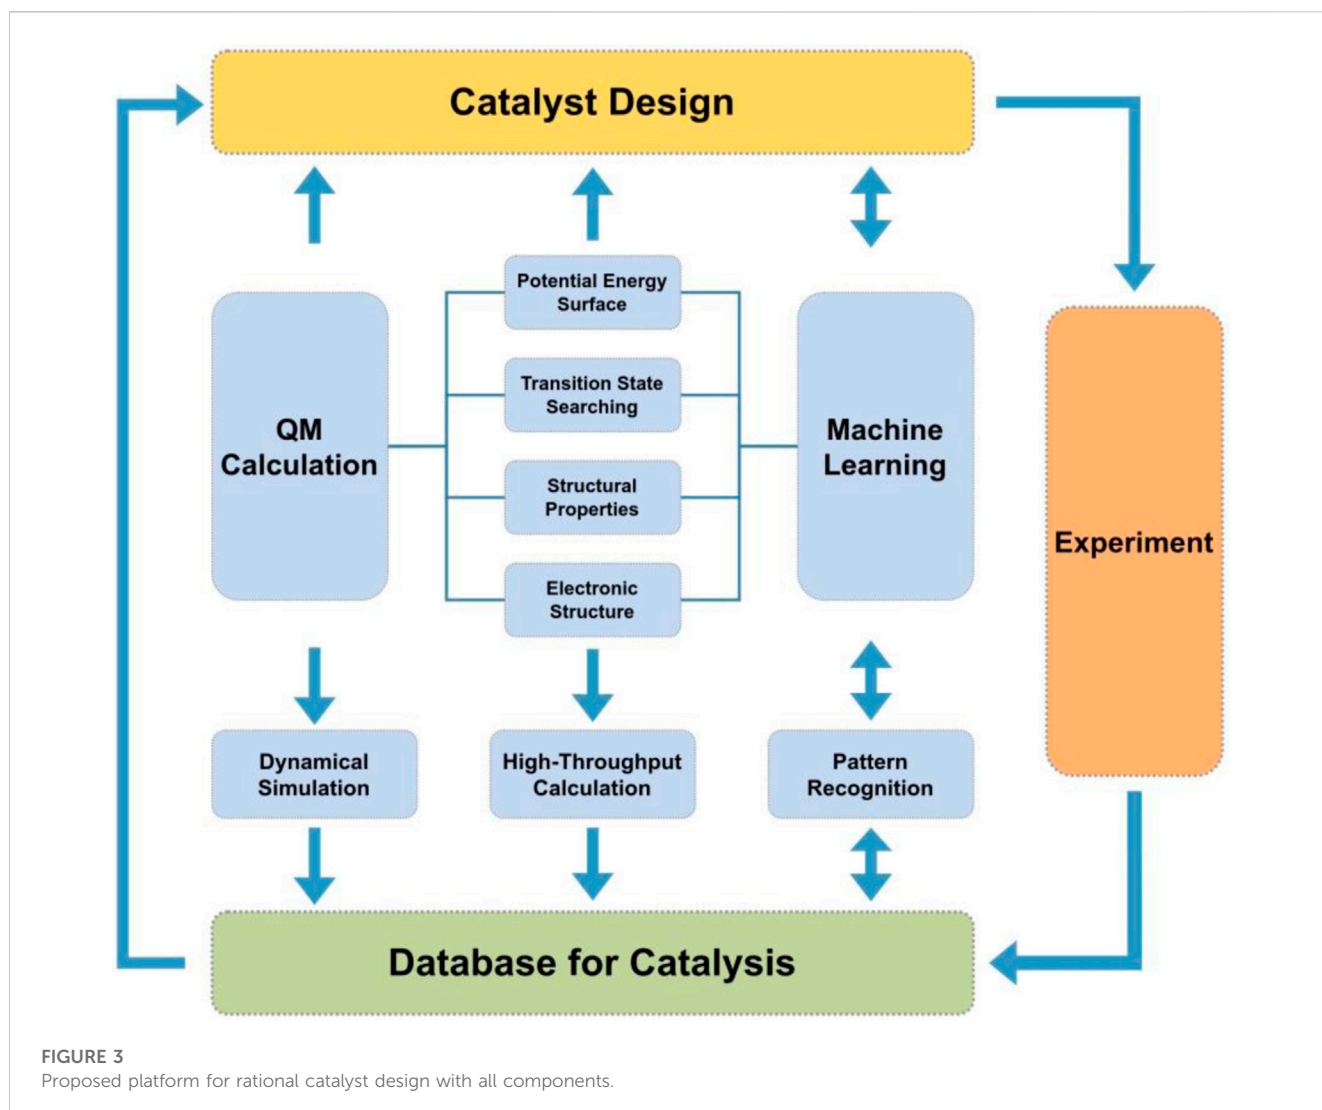 Catalyst Design
Potential Energy
Surface
Transition State
Searching
QM
Calculation
Machine
Learning
Structural
Properties
Experiment
Electronic
Structure
Dynamical
Simulation
High-Throughput
Calculation
Pattern
Recognition
Database for Catalysis
FIGURE 3
Proposed platform for rational catalyst design with all components.